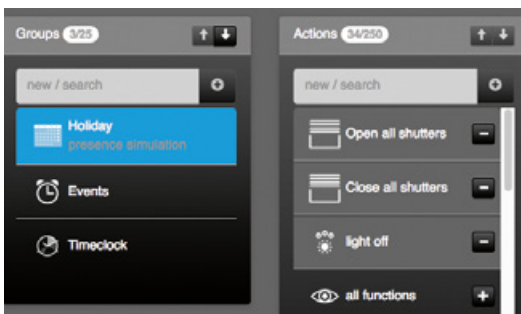 Groups 3/25
new / search
Holiday
presence simulation
Events
Timeclock
Actions 34/250
new / search
Open all shutters
Close all shutters
light off
all functions